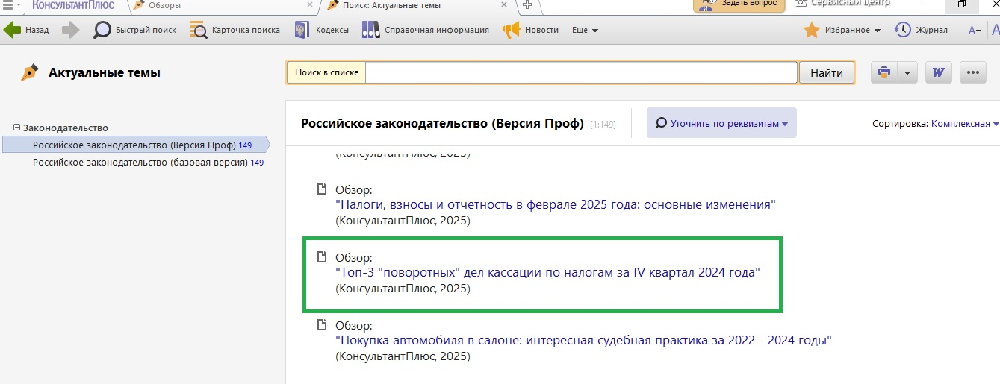 КОНСУЛЬТАНТПЛЮС
Обзоры
Поиск: Актуальные темы
Задать вопрос
Сервисный центр
Назад
Быстрый поиск
Карточка поиска
Кодексы
Справочная информация
Новости
Еще
Избранное
Журнал
А–
А
Актуальные темы
Поиск в списке
Найти
W
Законодательство
Российское законодательство (Версия Проф) 149
Российское законодательство (базовая версия) 149
Российское законодательство (Версия Проф) [1:149]
Уточнить по реквизитам
Сортировка: Комплексная
(КонсультантПлюс, 2025)
Обзор:
"Налоги, взносы и отчетность в феврале 2025 года: основные изменения"
(КонсультантПлюс, 2025)
Обзор:
"Топ-3 "поворотных" дел кассации по налогам за IV квартал 2024 года"
(КонсультантПлюс, 2025)
Обзор:
"Покупка автомобиля в салоне: интересная судебная практика за 2022 - 2024 годы"
(КонсультантПлюс, 2025)